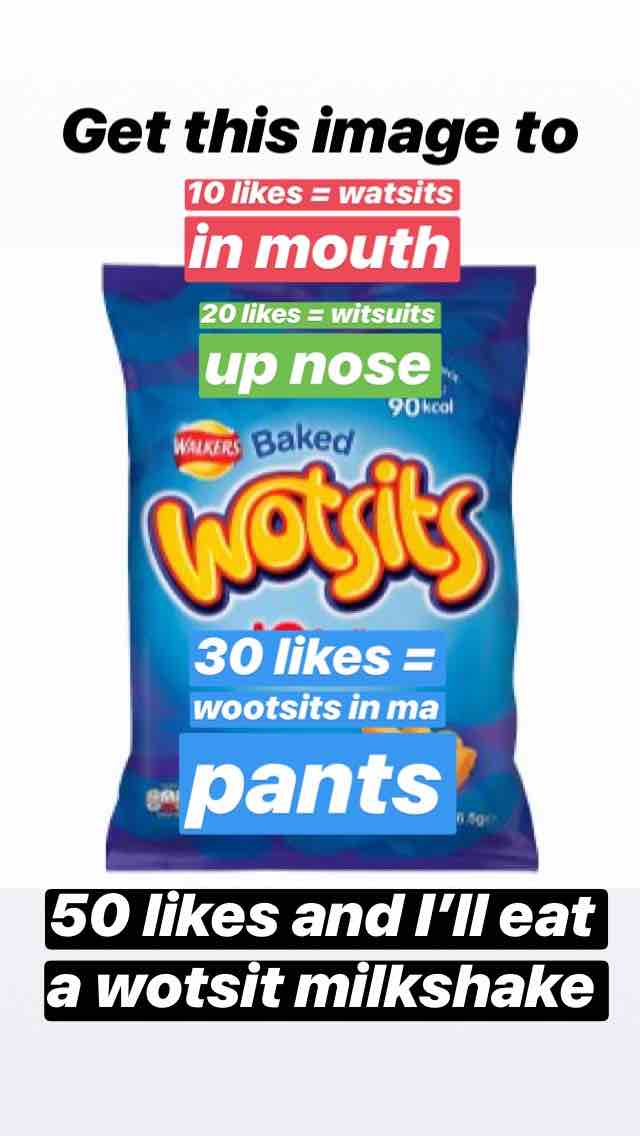 Get this image to
10 likes = watsits
in mouth
20 likes = witsuits
up nose
90kcal
WALKERS Baked
wotsits
30 likes =
wootsits in ma
pants
50 likes and I'll eat
a wotsit milkshake